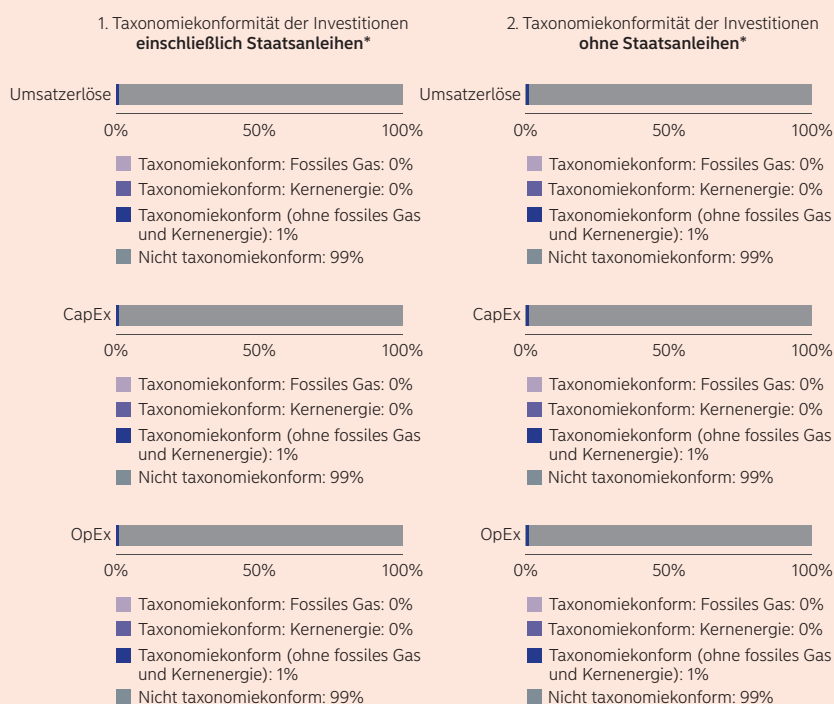 1. Taxonomiekonformität der Investitionen
einschließlich Staatsanleihen*
Umsatzerlöse
0% 50% 100%
Taxonomiekonform: Fossiles Gas: 0%
Taxonomiekonform: Kernenergie: 0%
Taxonomiekonform (ohne fossiles Gas
und Kernenergie): 1%
Nicht taxonomiekonform: 99%
CapEx
0% 50% 100%
Taxonomiekonform: Fossiles Gas: 0%
Taxonomiekonform: Kernenergie: 0%
Taxonomiekonform (ohne fossiles Gas
und Kernenergie): 1%
Nicht taxonomiekonform: 99%
OpEx
0% 50% 100%
Taxonomiekonform: Fossiles Gas: 0%
Taxonomiekonform: Kernenergie: 0%
Taxonomiekonform (ohne fossiles Gas
und Kernenergie): 1%
Nicht taxonomiekonform: 99%
2. Taxonomiekonformität der Investitionen
ohne Staatsanleihen*
Umsatzerlöse
0% 50% 100%
Taxonomiekonform: Fossiles Gas: 0%
Taxonomiekonform: Kernenergie: 0%
Taxonomiekonform (ohne fossiles Gas
und Kernenergie): 1%
Nicht taxonomiekonform: 99%
CapEx
0% 50% 100%
Taxonomiekonform: Fossiles Gas: 0%
Taxonomiekonform: Kernenergie: 0%
Taxonomiekonform (ohne fossiles Gas
und Kernenergie): 1%
Nicht taxonomiekonform: 99%
OpEx
0% 50% 100%
Taxonomiekonform: Fossiles Gas: 0%
Taxonomiekonform: Kernenergie: 0%
Taxonomiekonform (ohne fossiles Gas
und Kernenergie): 1%
Nicht taxonomiekonform: 99%